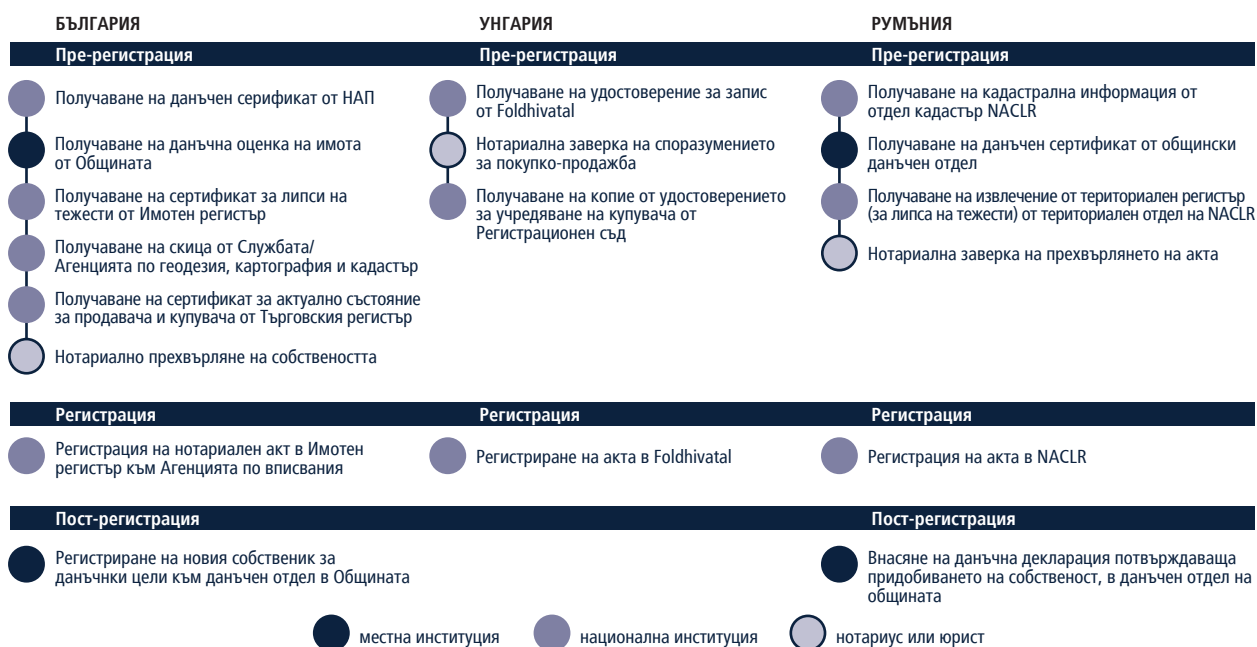 БЪЛГАРИЯ
Пре-регистрация
Получаване на данъчен серификат от НАП
Получаване на данъчна оценка на имота
от Общината
Получаване на сертификат за липси на
тежести от Имотен регистър
Получаване на скица от Службата/
Агенцията по геодезия, картография и кадастър
Получаване на сертификат за актуално състояние
за продавача и купувача от Търговския регистър
Нотариално прехвърляне на собствеността
УНГАРИЯ
Пре-регистрация
Получаване на удостоверение за запис
от Foldhivatal
Нотариална заверка на споразумението
за покупко-продажба
Получаване на копие от удостоверението
за учредяване на купувача от
Регистрационен съд
РУМЪНИЯ
Пре-регистрация
Получаване на кадастрална информация от
отдел кадастър NACLR
Получаване на данъчен сертификат от общински
данъчен отдел
Получаване на извлечение от териториален регистър
(за липса на тежести) от териториален отдел на NACLR
Нотариална заверка на прехвърлянето на акта
Регистрация
Регистрация на нотариален акт в Имотен
регистър към Агенцията по вписвания
Регистрация
Регистриране на акта в Foldhivatal
Регистрация
Регистрация на акта в NACLR
Пост-регистрация
Регистриране на новия собственик за
данъчнки цели към данъчен отдел в Общината
Пост-регистрация
Внасяне на данъчна декларация потвърждаваща
придобиването на собственост, в данъчен отдел на
общината
местна институция
национална институция
нотариус или юрист